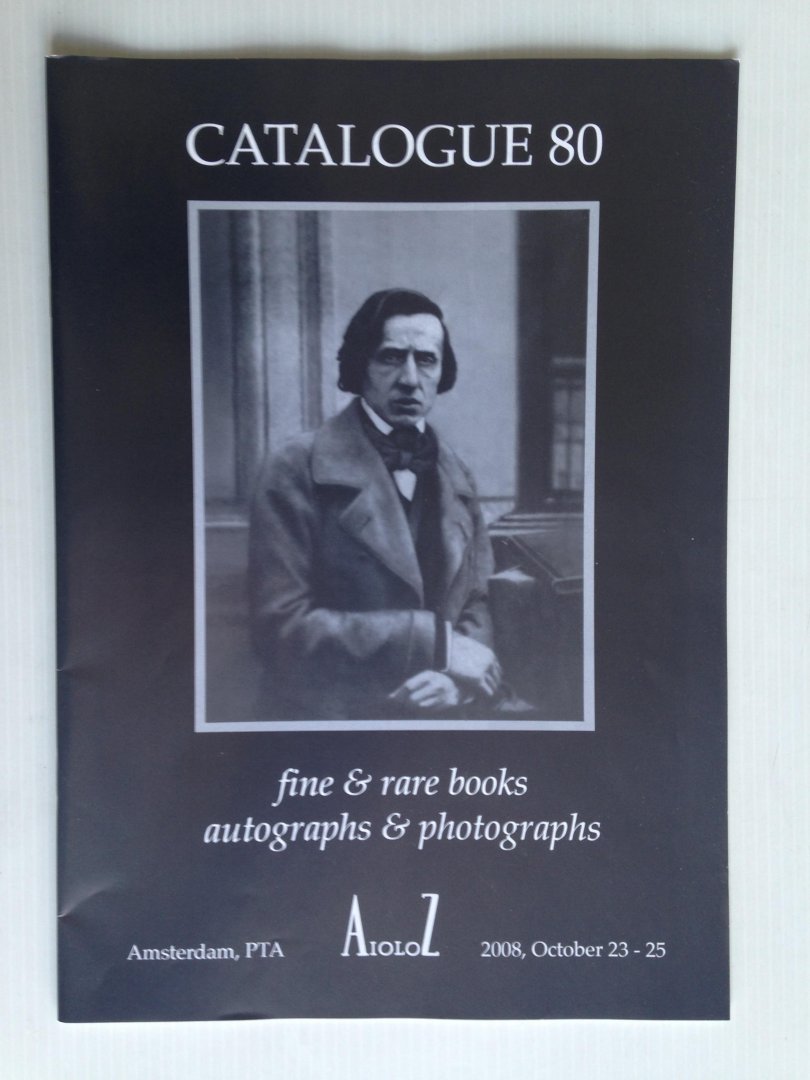 CATALOGUE 80
fine & rare books
autographs & photographs
Amsterdam, PTA AIOLOZ 2008, October 23 - 25